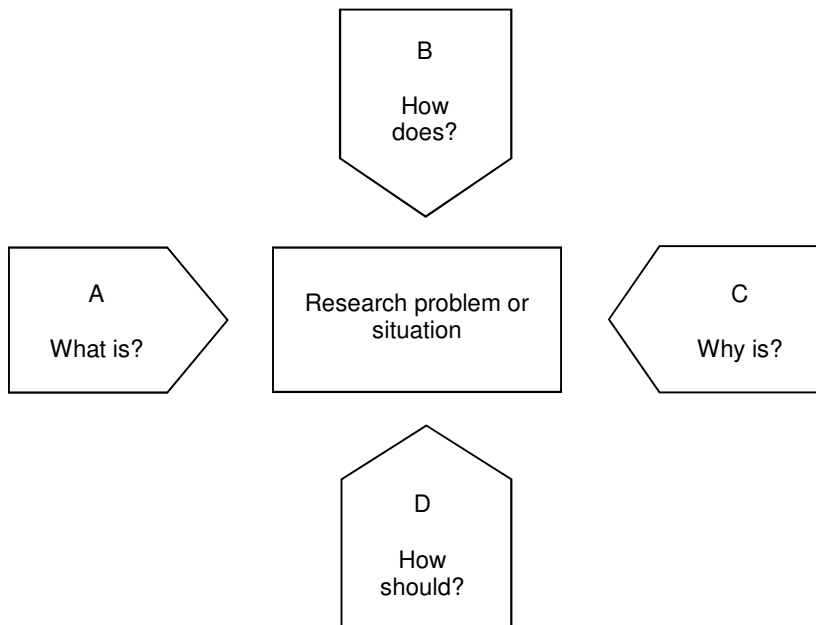 B
How
does?
A
What is?
Research problem or
situation
C
Why is?
D
How
should?